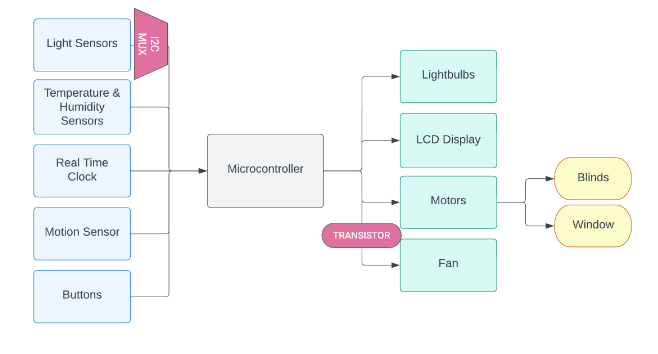 Light Sensors
I2C
MUX
Temperature &
Humidity
Sensors
Real Time
Clock
Motion Sensor
Buttons
Microcontroller
Lightbulbs
LCD Display
Motors
TRANSISTOR
Fan
Blinds
Window